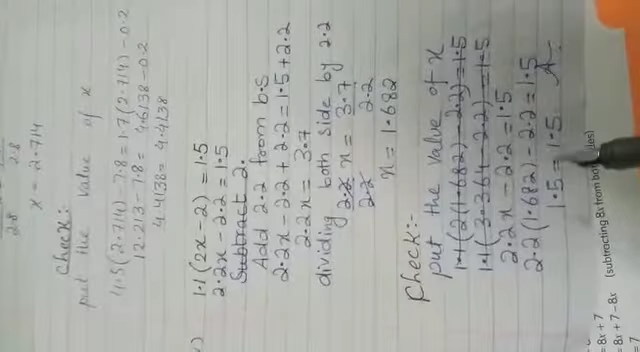 2.8 2.8
x = 2.714
Check:-
put the value of x
4.5(2.714)-7.8 = 1.7(2.714)-0.2
12.213-7.8 = 4.6138-0.2
4.4138 = 4.4138
1.1(2x-2) = 1.5
2.2x-2.2 = 1.5
Subtract 2.
Add 2.2 from b.s
2.2x-2.2+2.2 = 1.5+2.2
2.2x = 3.7
dividing both side by 2.2
2.2 x = 3.7
2.2 2.2
x = 1.682
Check:-
put the value of x
1.1(2(1.682)-2.2) = 1.5
1.1(3.364-2.2) = 1.5
2.2x-2.2 = 1.5
2.2(1.682)-2.2 = 1.5
1.5 = 1.5
= 8x + 7
= 8x + 7 - 8x (subtracting 8x from bo
= 7